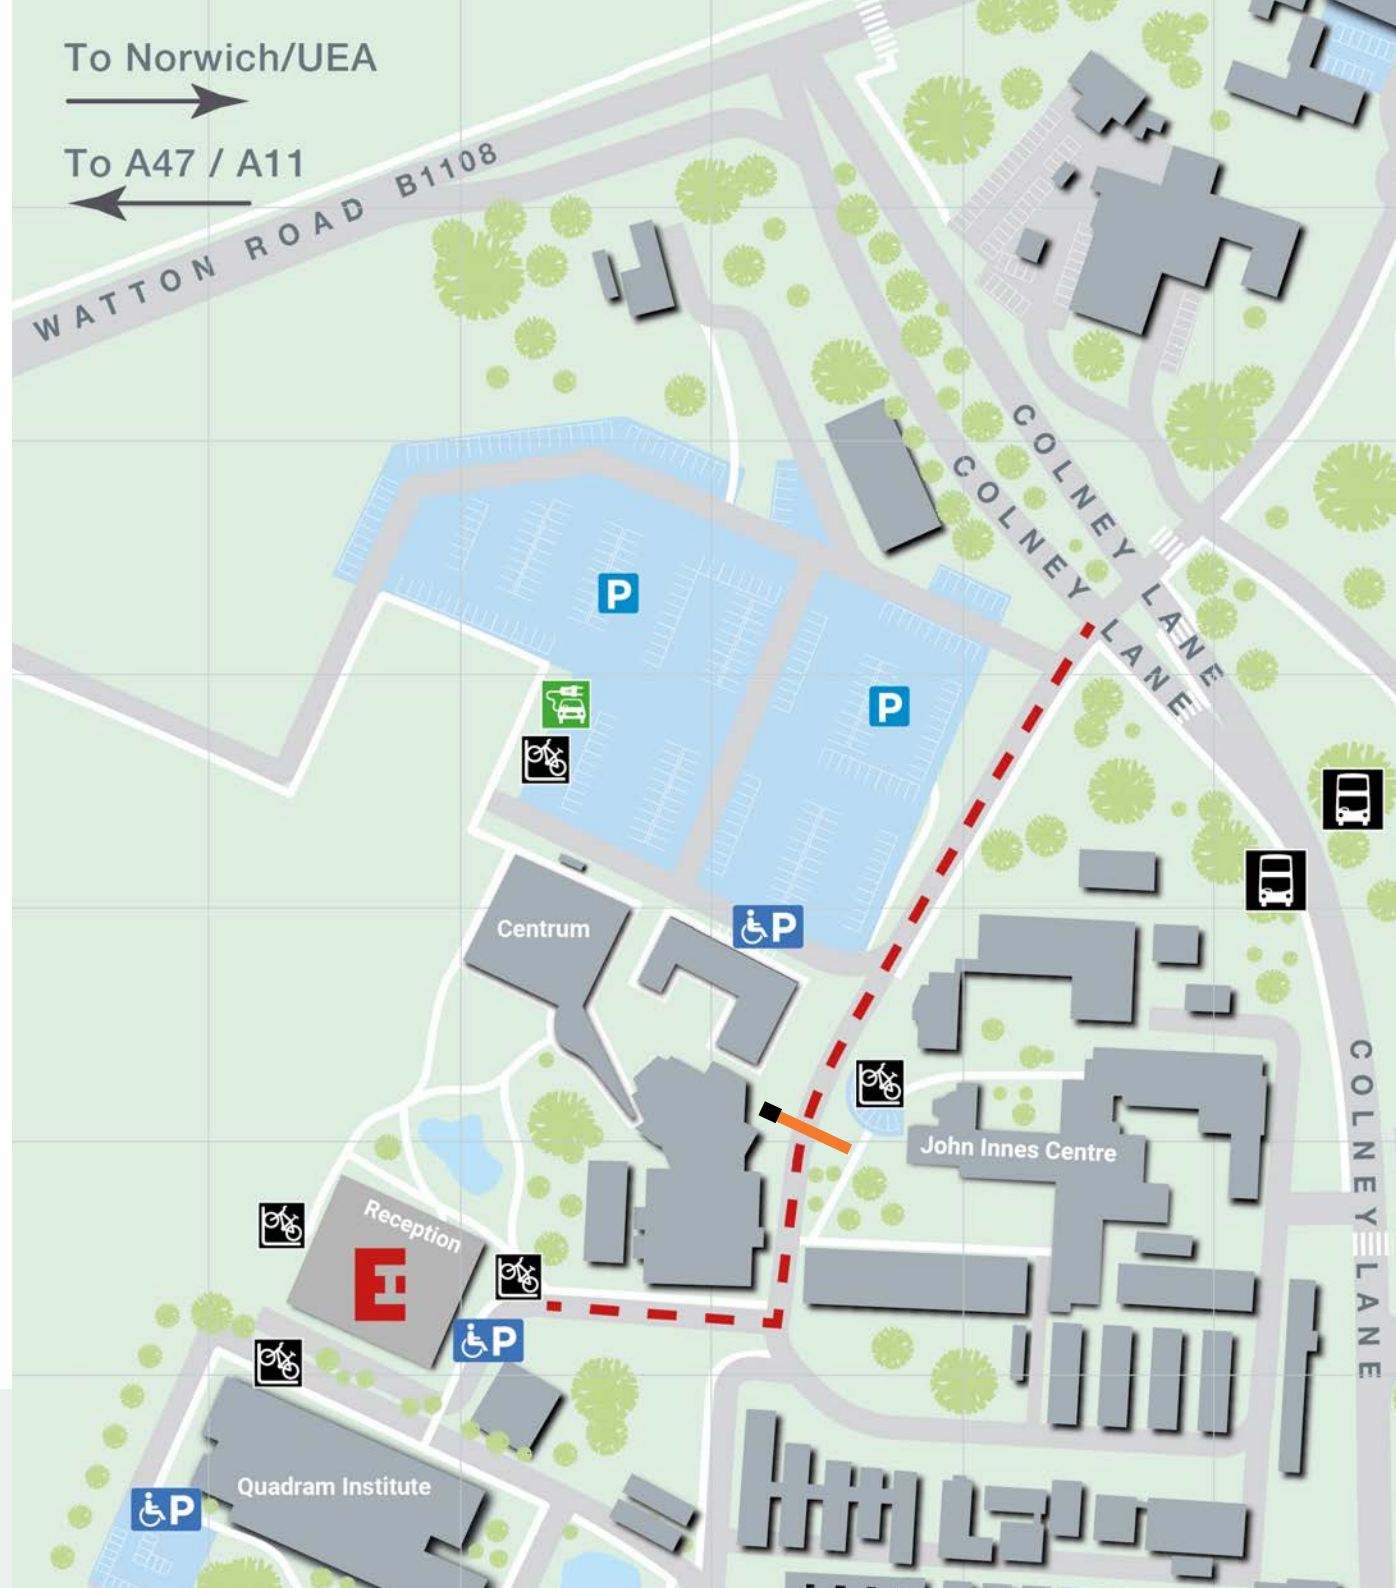 To Norwich/UEA
To A47 / A11
WATTON ROAD B1108
COLNEY LANE
COLNEY LANE
P
P
Centrum
P
John Innes Centre
Reception
EI
P
COLNEY LANE
Quadram Institute
P